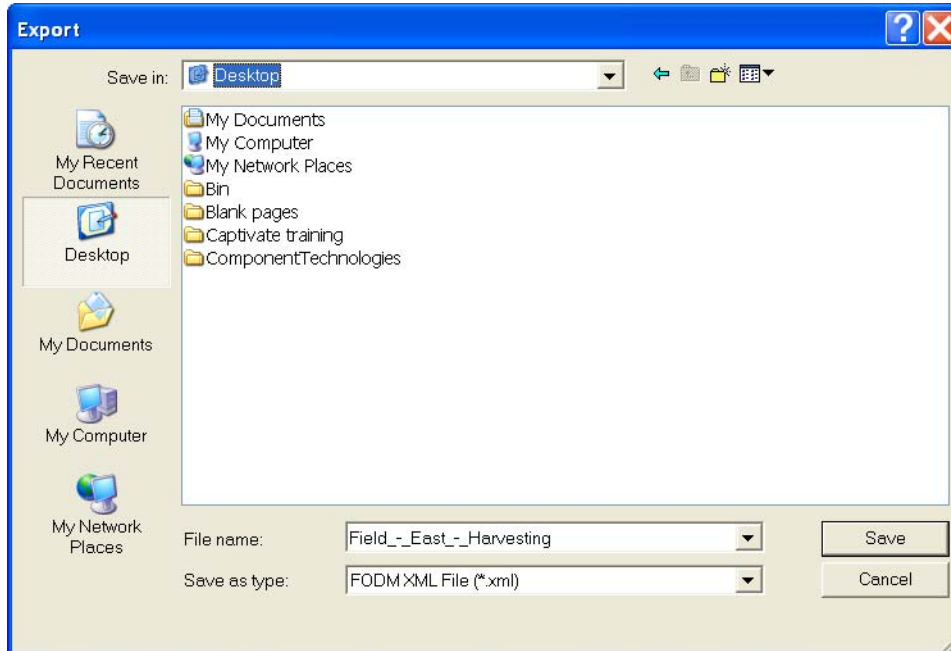 Export
Save in: Desktop
My Documents
My Computer
My Network Places
Bin
Blank pages
Captivate training
ComponentTechnologies
My Recent
Documents
Desktop
My Documents
My Computer
My Network
Places
File name: Field_-_East_-_Harvesting Save
Save as type: FODM XML File (*.xml) Cancel